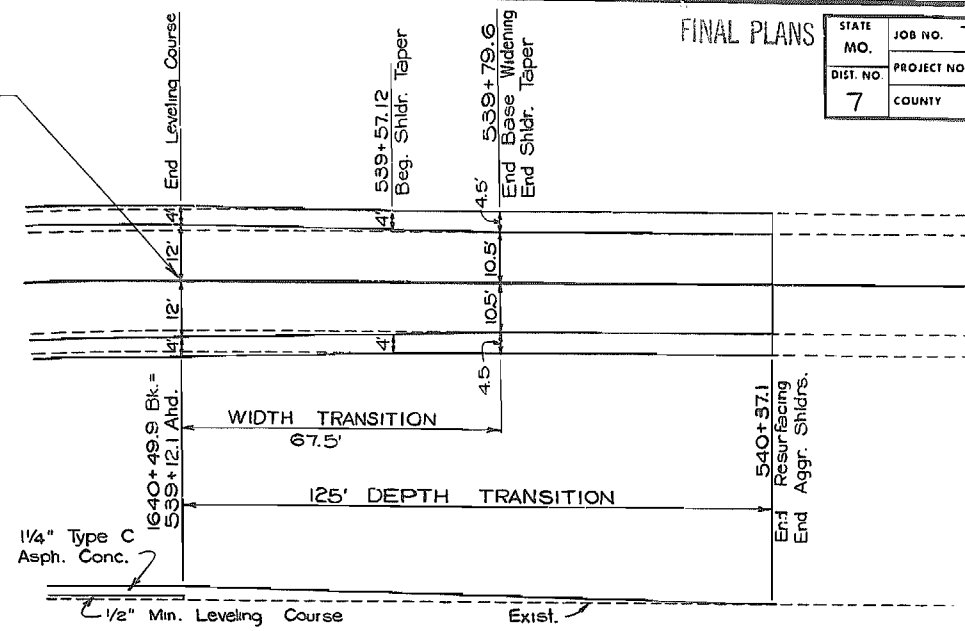 FINAL PLANS
STATE
MO.
JOB NO.
DIST. NO.
7
PROJECT NO
COUNTY
End Leveling Course
539+57.12
Beg. Shldr. Taper
539+79.6
End Base Widening
End Shldr. Taper
4'
4'
4.5'
12'
10.5'
12'
10.5'
4'
4'
4.5
1640+49.9 Bk.=
539+12.1 Ahd.
WIDTH TRANSITION
67.5'
125' DEPTH TRANSITION
540+37.1
End Resurfacing
End Aggr. Shldrs.
1 1/4" Type C
Asph. Conc.
1/2" Min. Leveling Course
Exist.